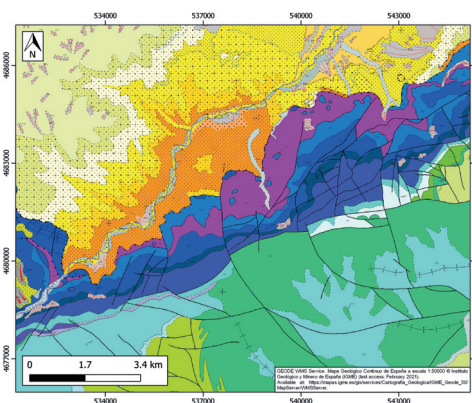 534000 537000 540000 543000
N
4686000
4683000
4680000
4677000
0 1.7 3.4 km
GEODE WMS Service. Mapa Geológico Continuo de España a escala 1:50000 © Instituto
Geológico y Minero de España (IGME) (last access: February 2021).
Available at: https://mapas.igme.es/gis/services/Cartografia_Geologica/IGME_Geode_50/
MapServer/WMSServer.
534000 537000 540000 543000